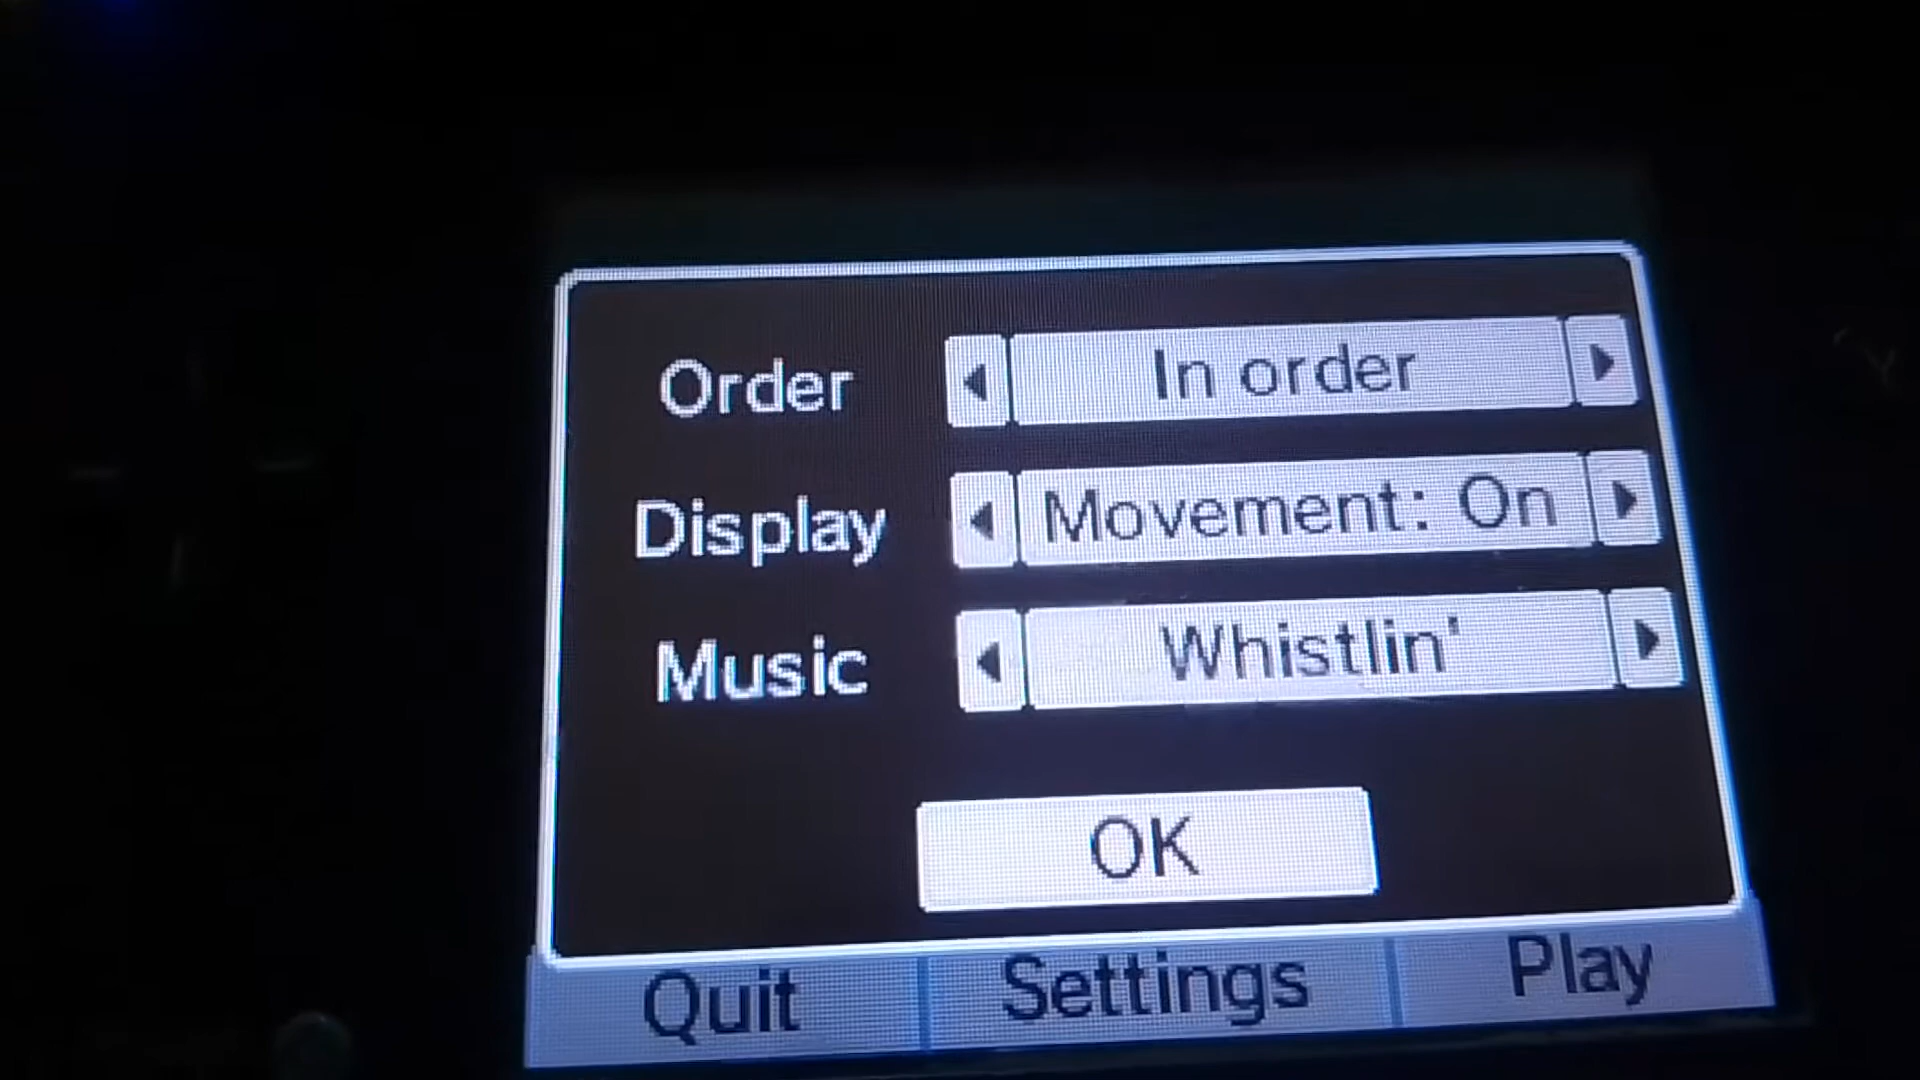 Order In order
Display Movement: On
Music Whistlin'
OK
Quit Settings Play